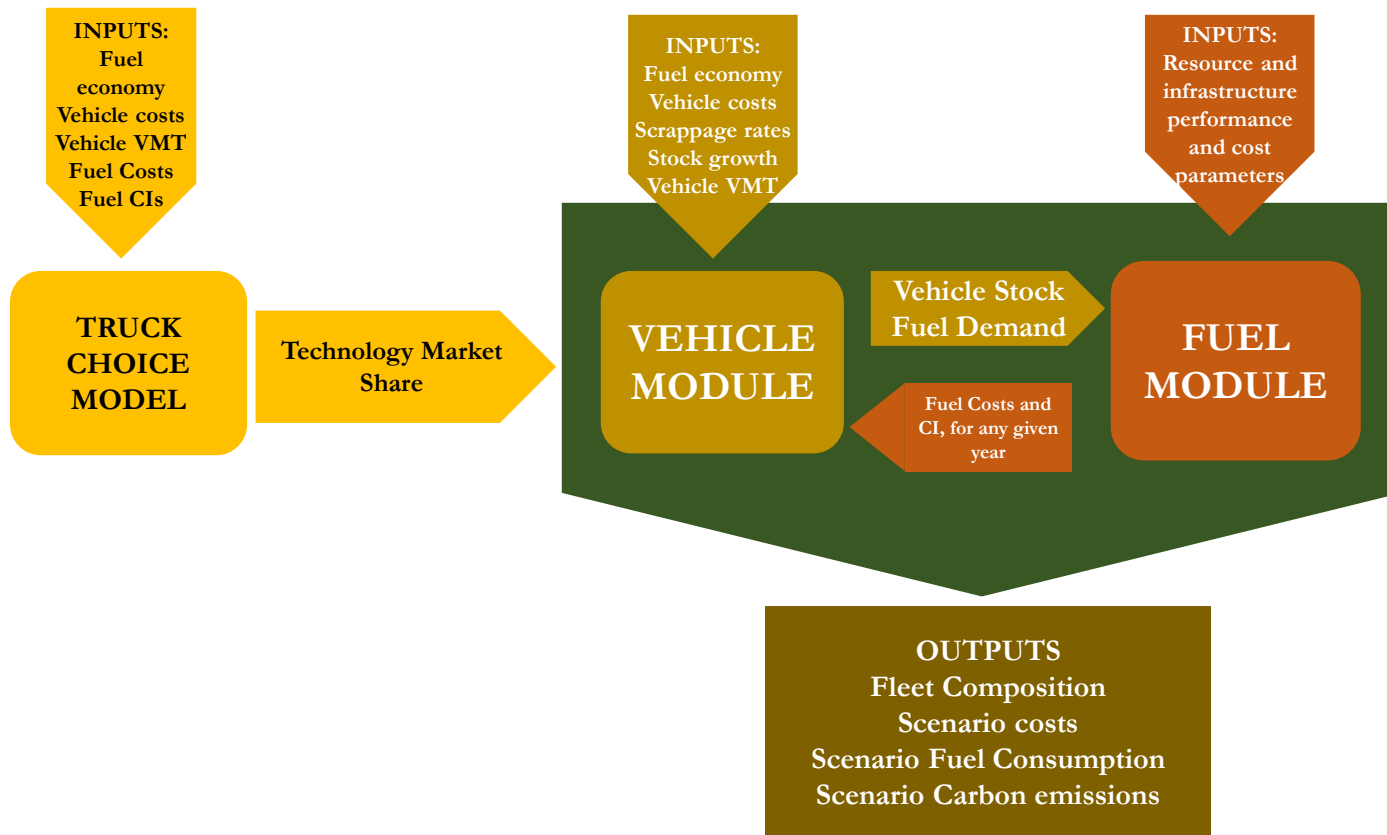 INPUTS:
Fuel
economy
Vehicle costs
Vehicle VMT
Fuel Costs
Fuel CIs
INPUTS:
Fuel economy
Vehicle costs
Scrappage rates
Stock growth
Vehicle VMT
INPUTS:
Resource and
infrastructure
performance
and cost
parameters
TRUCK
CHOICE
MODEL
Technology Market
Share
VEHICLE
MODULE
Vehicle Stock
Fuel Demand
Fuel Costs and
CI, for any given
year
FUEL
MODULE
OUTPUTS
Fleet Composition
Scenario costs
Scenario Fuel Consumption
Scenario Carbon emissions